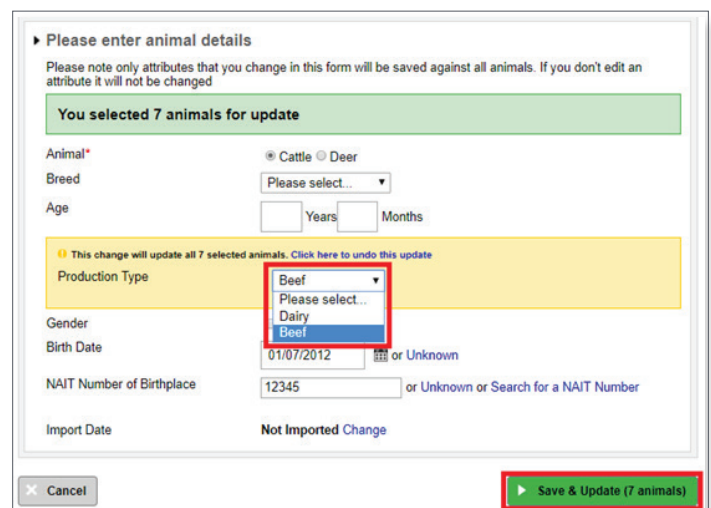 Please enter animal details
Please note only attributes that you change in this form will be saved against all animals. If you don't edit an
attribute it will not be changed
You selected 7 animals for update
Animal*
Cattle Deer
Breed
Please select...
Age
Years Months
This change will update all 7 selected animals. Click here to undo this update
Production Type
Beef
Please select...
Dairy
Beef
Gender
Birth Date
01/07/2012 or Unknown
NAIT Number of Birthplace
12345 or Unknown or Search for a NAIT Number
Import Date
Not Imported Change
Cancel
Save & Update (7 animals)